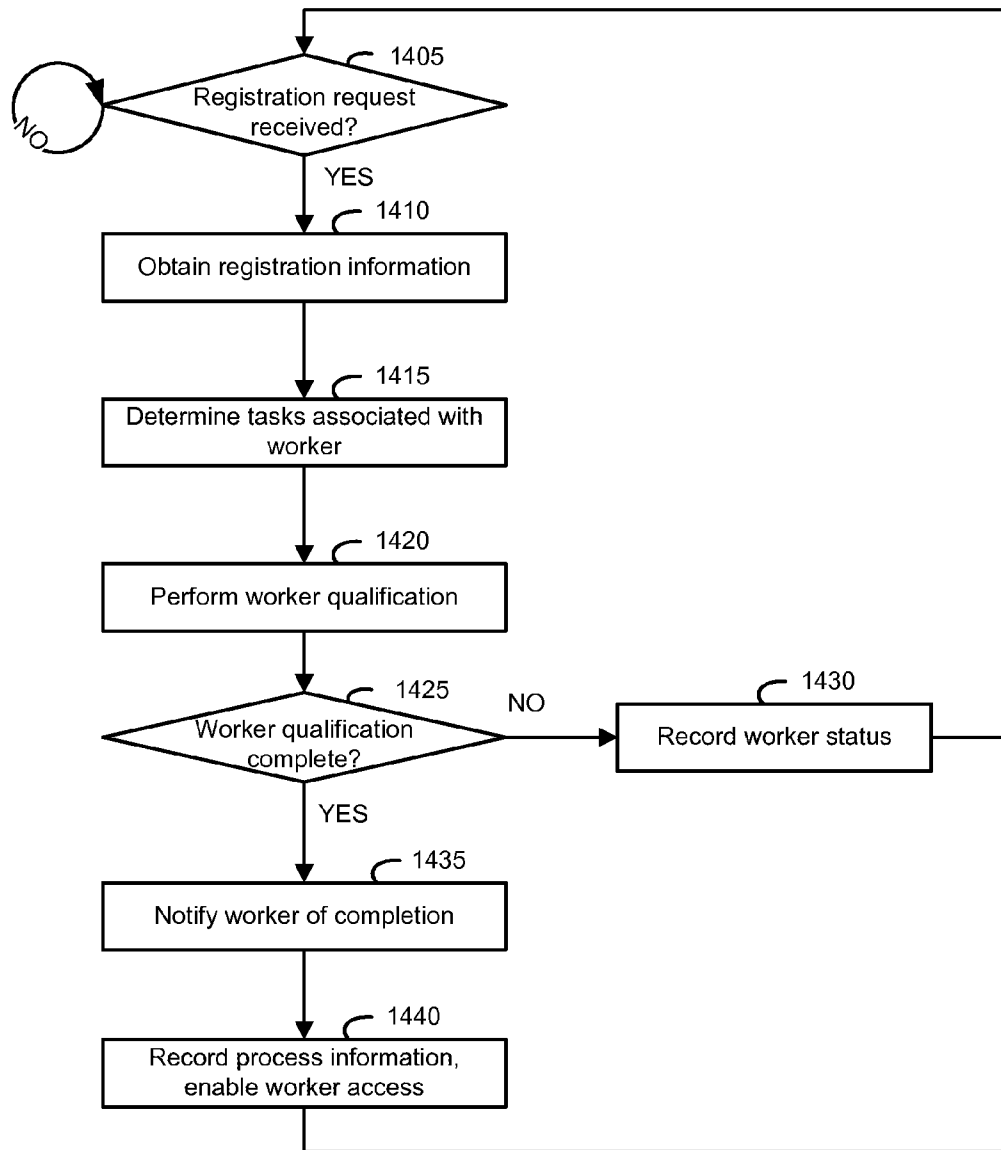 1405
Registration request
received?
NO
YES
1410
Obtain registration information
1415
Determine tasks associated with
worker
1420
Perform worker qualification
1425
Worker qualification
complete?
NO
1430
Record worker status
YES
1435
Notify worker of completion
1440
Record process information,
enable worker access